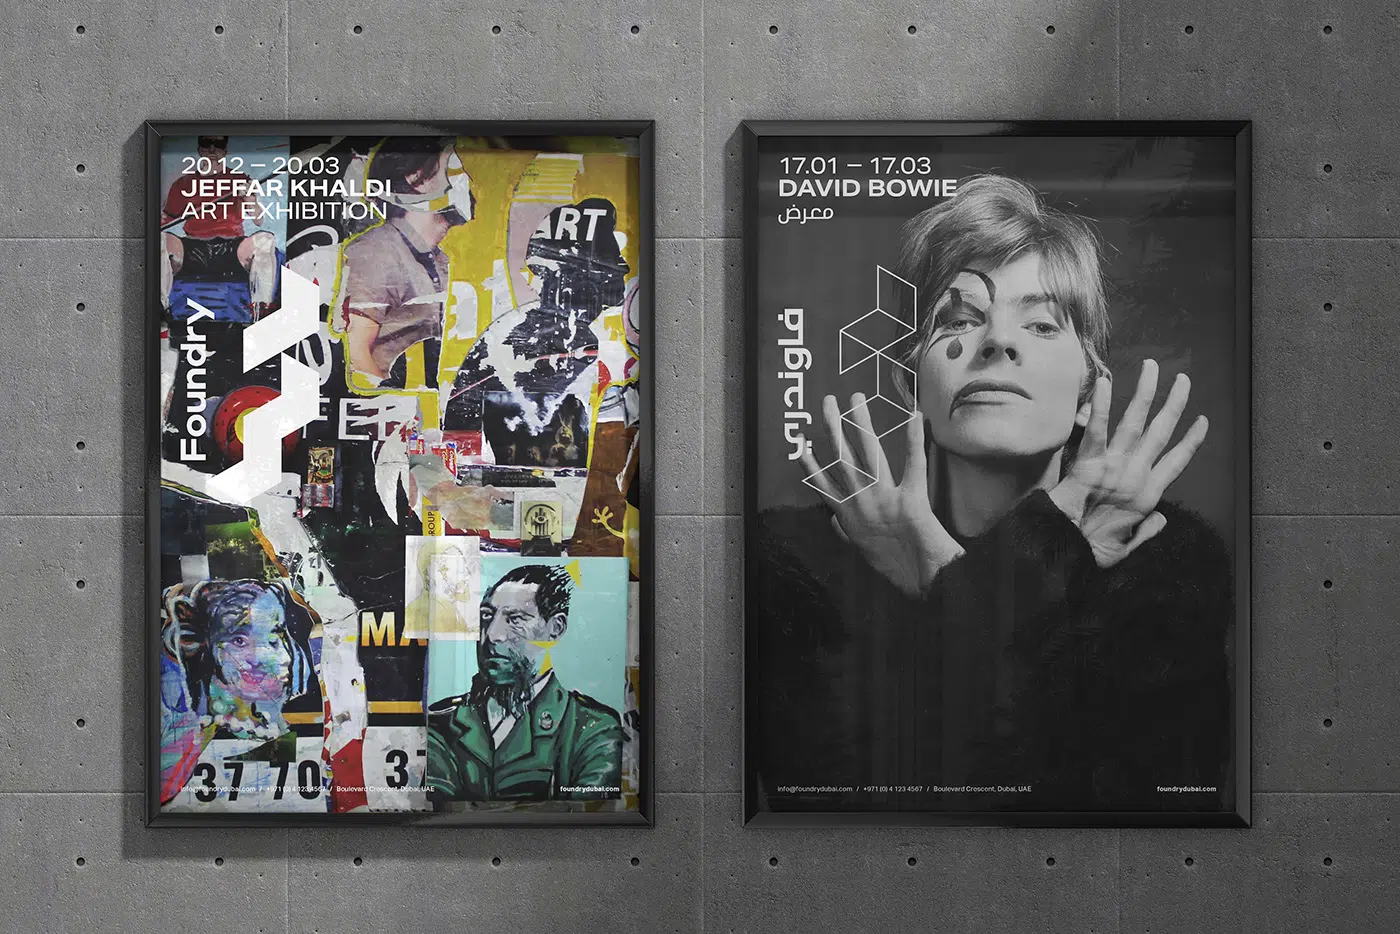 20.12 – 20.03
JEFFAR KHALDI
ART EXHIBITION
Foundry
ART
FEE
ROUP
MA
37 70
37
info@foundrydubai.com / +971 (0) 4 123 4567 / Boulevard Crescent, Dubai, UAE
foundrydubai.com
17.01 – 17.03
DAVID BOWIE
معرض
فاوندري
info@foundrydubai.com / +971 (0) 4 123 4567 / Boulevard Crescent, Dubai, UAE
foundrydubai.com